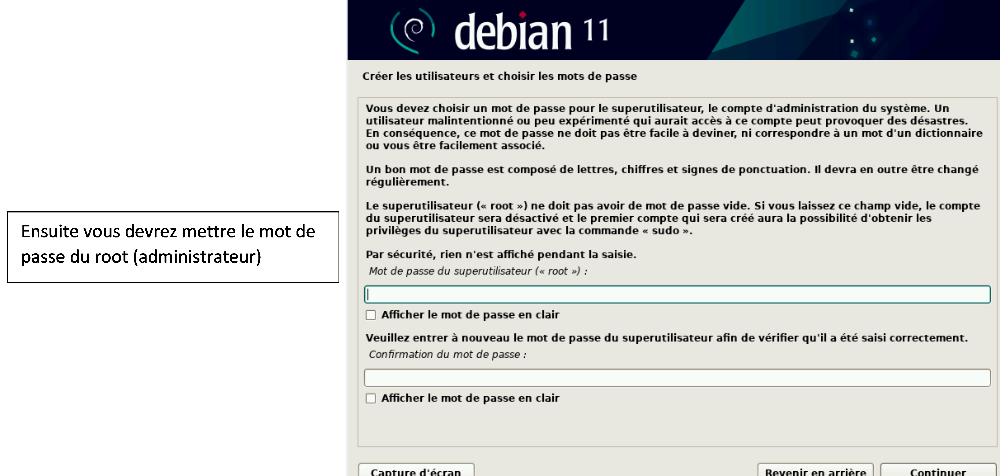 Ensuite vous devrez mettre le mot de
passe du root (administrateur)
debian 11
Créer les utilisateurs et choisir les mots de passe
Vous devez choisir un mot de passe pour le superutilisateur, le compte d'administration du système. Un
utilisateur malintentionné ou peu expérimenté qui aurait accès à ce compte peut provoquer des désastres.
En conséquence, ce mot de passe ne doit pas être facile à deviner, ni correspondre à un mot d'un dictionnaire
ou vous être facilement associé.
Un bon mot de passe est composé de lettres, chiffres et signes de ponctuation. Il devra en outre être changé
régulièrement.
Le superutilisateur (« root ») ne doit pas avoir de mot de passe vide. Si vous laissez ce champ vide, le compte
du superutilisateur sera désactivé et le premier compte qui sera créé aura la possibilité d'obtenir les
privilèges du superutilisateur avec la commande « sudo ».
Par sécurité, rien n'est affiché pendant la saisie.
Mot de passe du superutilisateur (« root ») :
Afficher le mot de passe en clair
Veuillez entrer à nouveau le mot de passe du superutilisateur afin de vérifier qu'il a été saisi correctement.
Confirmation du mot de passe :
Afficher le mot de passe en clair
Capture d'écran
Revenir en arrière
Continuer